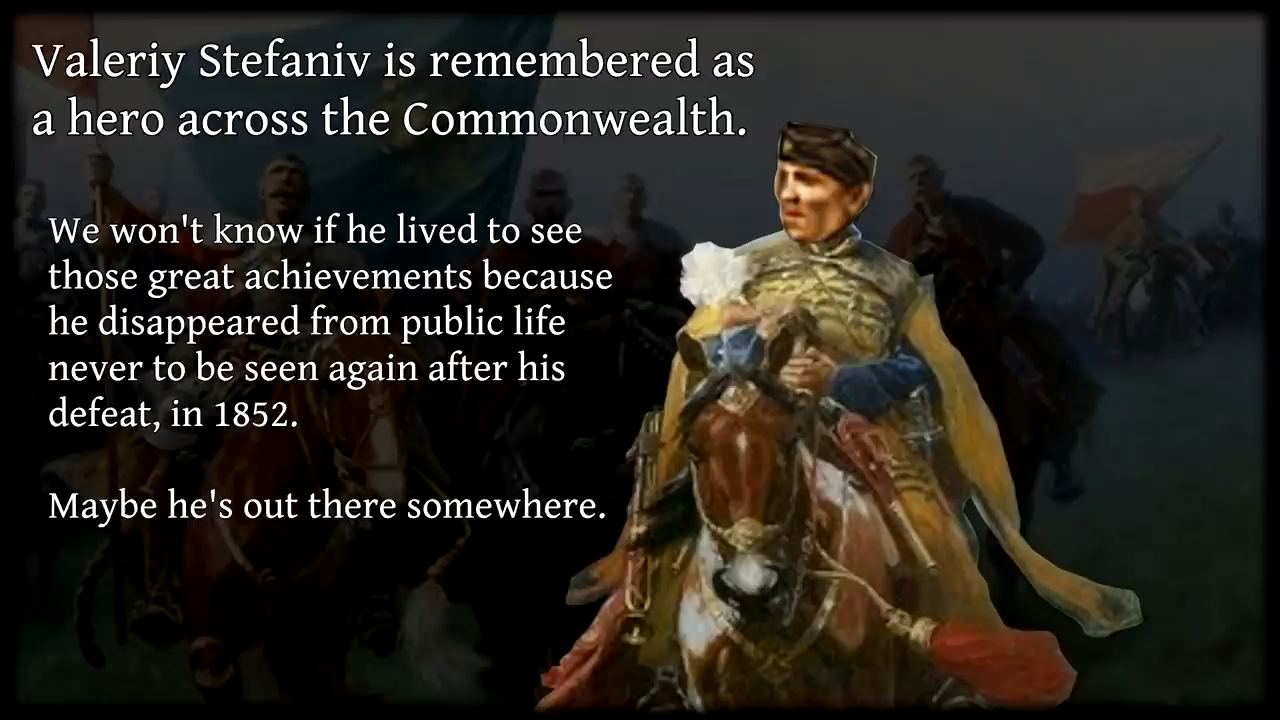 Valeriy Stefaniv is remembered as
a hero across the Commonwealth.
We won't know if he lived to see
those great achievements because
he disappeared from public life
never to be seen again after his
defeat, in 1852.
Maybe he's out there somewhere.